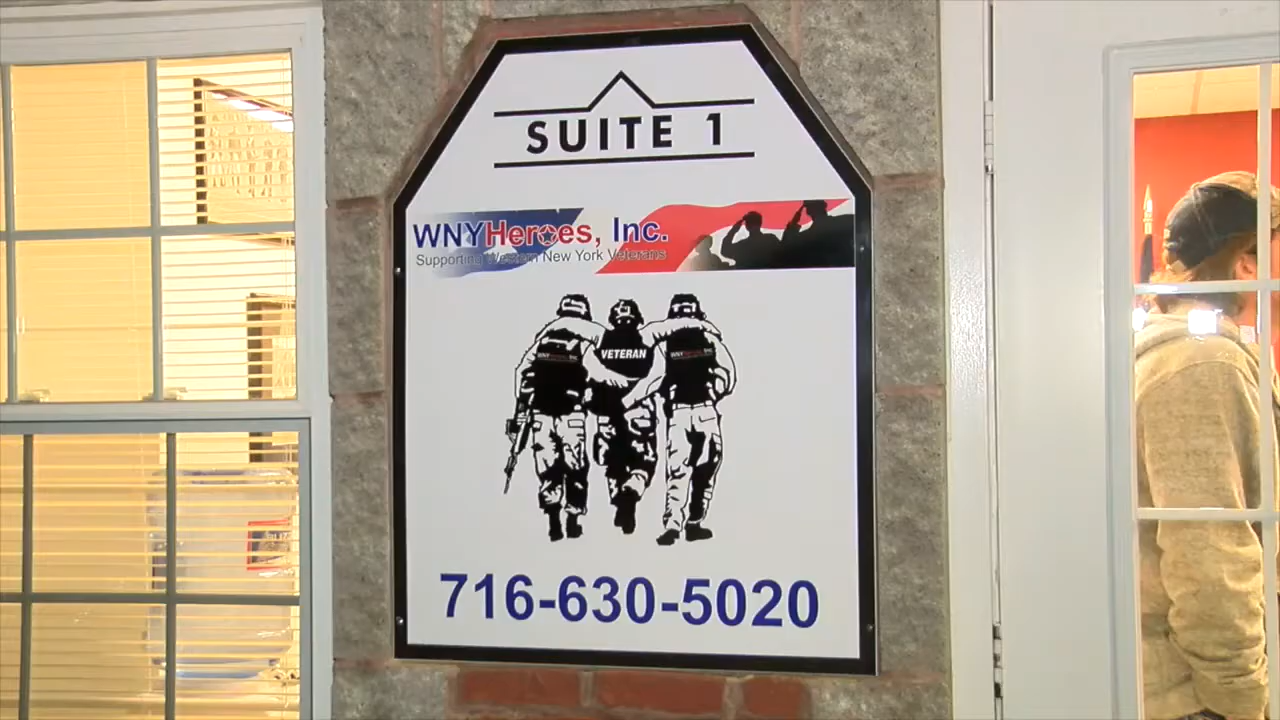 SUITE 1
WNYHeroes, Inc.
Supporting Western New York Veterans
VETERAN
716-630-5020